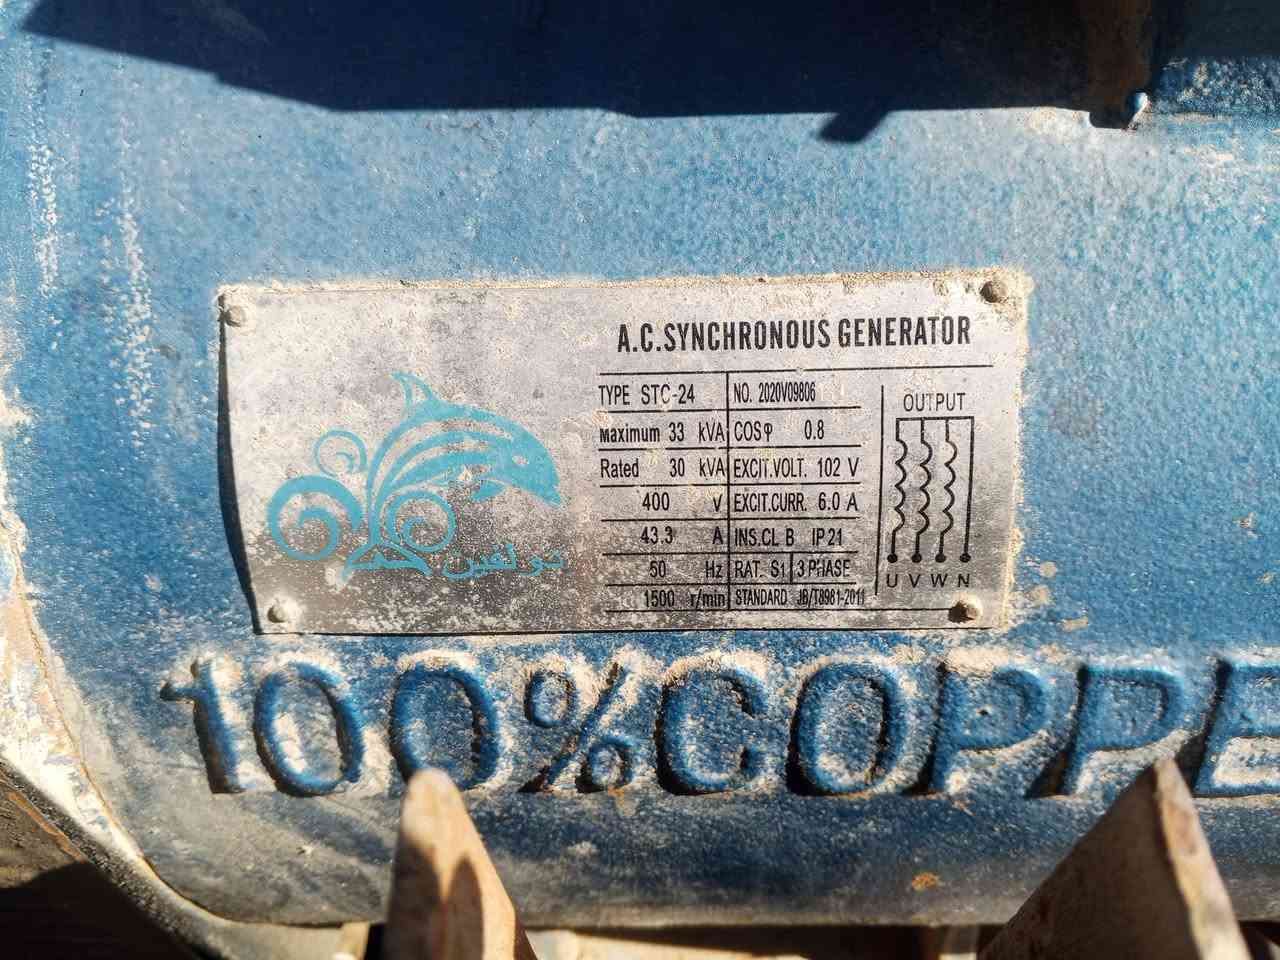 A.C.SYNCHRONOUS GENERATOR
TYPE STC-24 NO. 2020V09806
Maximum 33 kVA COSφ 0.8
Rated 30 kVA EXCIT.VOLT. 102 V
400 V EXCIT.CURR. 6.0 A
43.3 A INS.CL B IP21
50 Hz RAT. S1 3 PHASE
1500 r/min STANDARD JB/T8981-2011
OUTPUT
U V W N
دولفين
100%COPPE